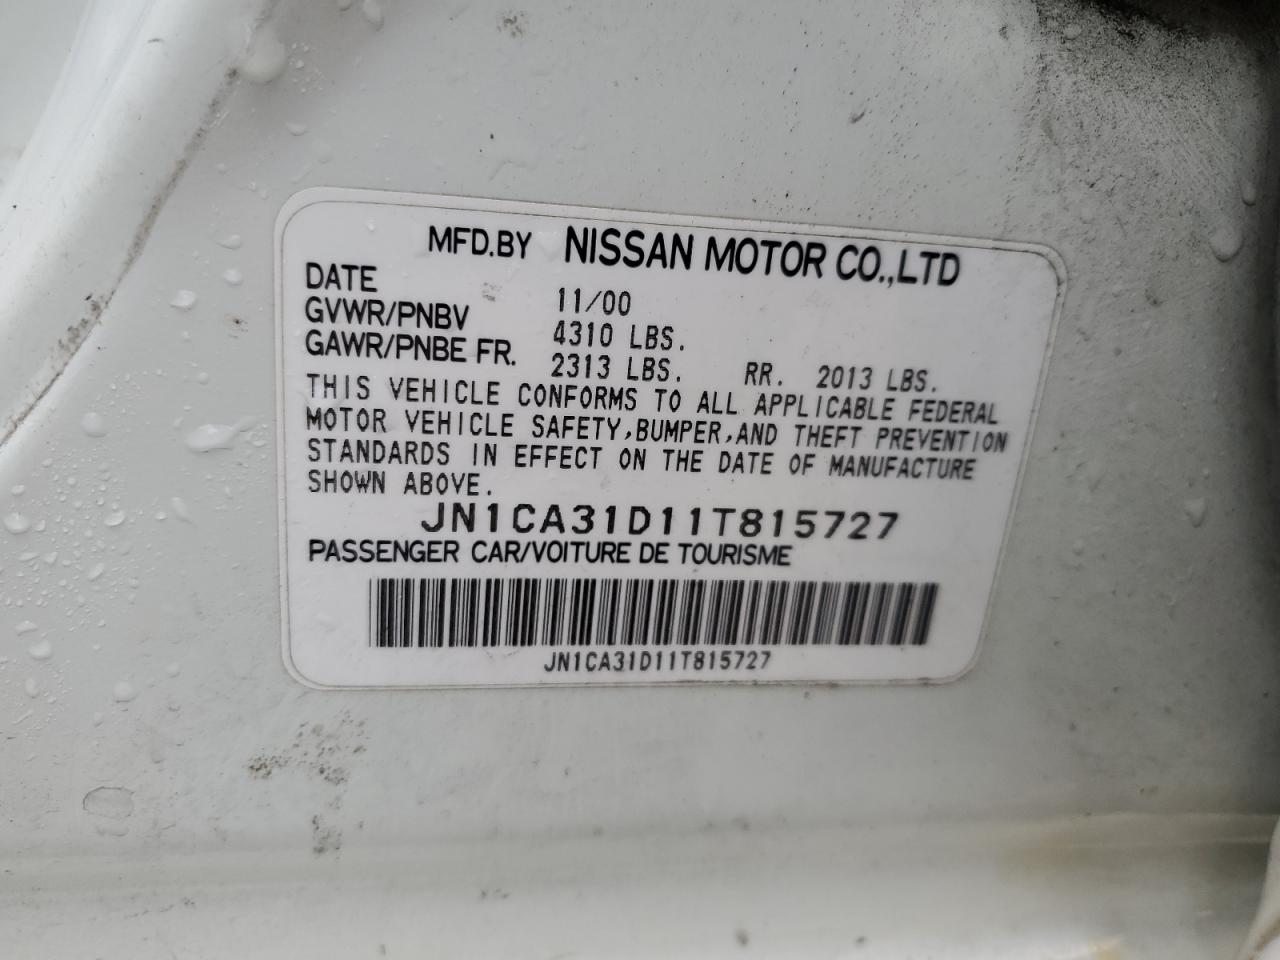 MFD.BY NISSAN MOTOR CO.,LTD
DATE 11/00
GVWR/PNBV 4310 LBS.
GAWR/PNBE FR. 2313 LBS. RR. 2013 LBS.
THIS VEHICLE CONFORMS TO ALL APPLICABLE FEDERAL
MOTOR VEHICLE SAFETY,BUMPER,AND THEFT PREVENTION
STANDARDS IN EFFECT ON THE DATE OF MANUFACTURE
SHOWN ABOVE.
JN1CA31D11T815727
PASSENGER CAR/VOITURE DE TOURISME
JN1CA31D11T815727